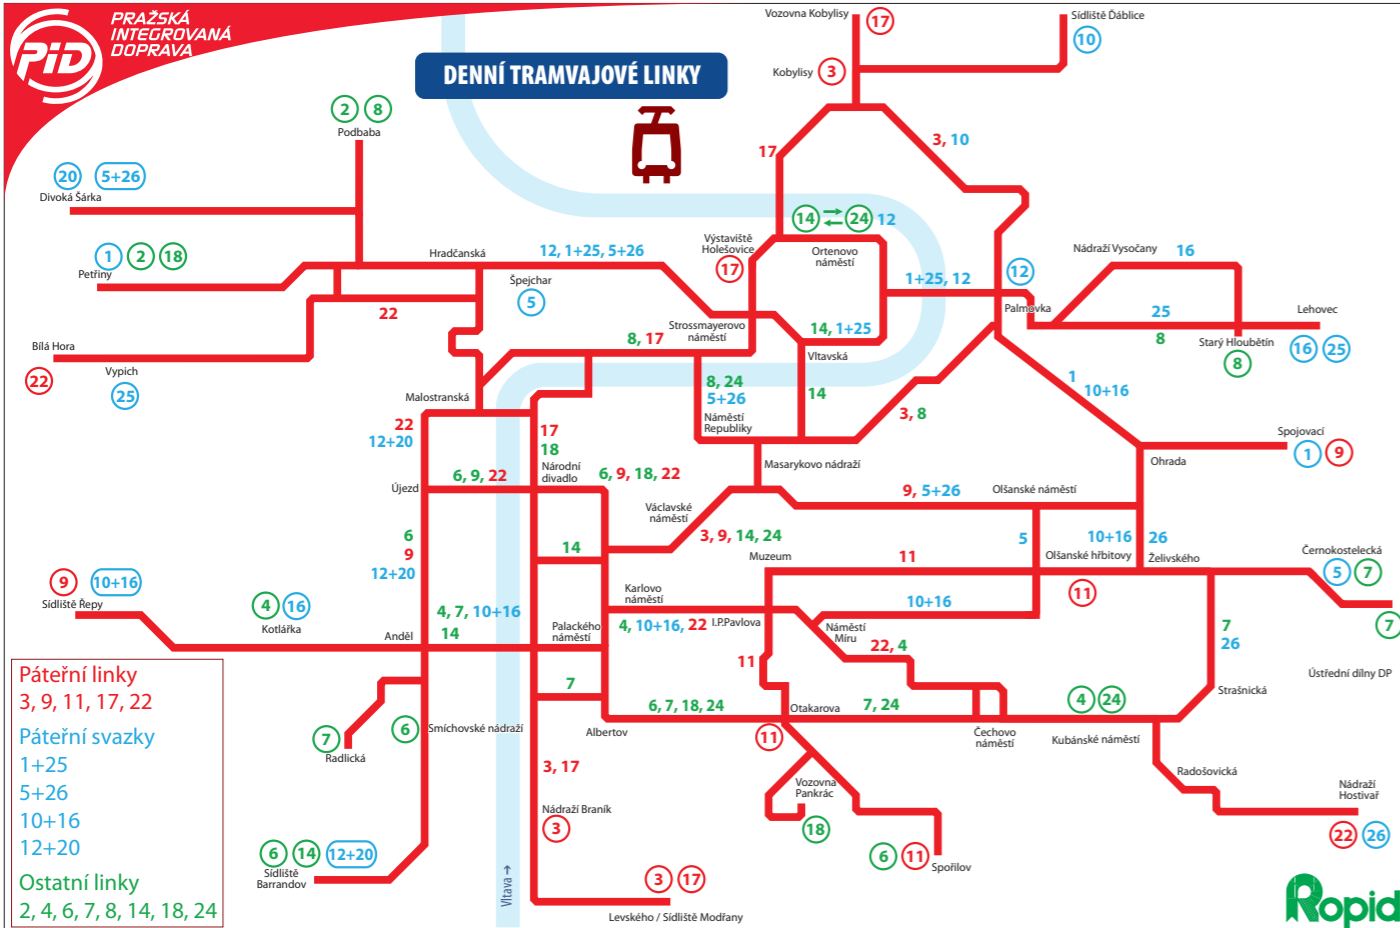 PRAŽSKÁ
INTEGROVANÁ
DOPRAVA
PiD
DENNÍ TRAMVAJOVÉ LINKY
Vozovna Kobylisy
17
Sídliště Ďáblice
10
Kobylisy
3
2 8
Podbaba
17
3, 10
20 5+26
Divoká Šárka
14 24 12
Výstaviště
Holešovice
17
Ortenovo
náměstí
Nádraží Vysočany
16
1 2 18
Petřiny
Hradčanská
12, 1+25, 5+26
Špejchar
5
1+25, 12
12
Palmovka
25
8
Lehovec
16 25
Starý Hloubětín
8
22
Strossmayerovo
náměstí
14, 1+25
Vltavská
8, 17
Bílá Hora
22
Vypich
25
8, 24
5+26
Náměstí
Republiky
14
3, 8
1
10+16
Malostranská
22
12+20
17
18
Národní
divadlo
Masarykovo nádraží
Spojovací
1 9
Ohrada
Újezd
6, 9, 22
6, 9, 18, 22
9, 5+26
Olšanské náměstí
Václavské
náměstí
3, 9, 14, 24
6
9
12+20
14
5
10+16
26
Muzeum
11
Olšanské hřbitovy
11
Želivského
Černokostelecká
5 7
7
9 10+16
Sídliště Řepy
4 16
Kotlářka
4, 7, 10+16
14
Anděl
Palackého
náměstí
Karlovo
náměstí
4, 10+16, 22
I.P.Pavlova
10+16
Náměstí
Míru
22, 4
7
26
Ústřední dílny DP
Páteřní linky
3, 9, 11, 17, 22
Páteřní svazky
1+25
5+26
10+16
12+20
Ostatní linky
2, 4, 6, 7, 8, 14, 18, 24
7
Radlická
6
Smíchovské nádraží
7
Albertov
6, 7, 18, 24
11
Otakarova
11
7, 24
Čechovo
náměstí
4 24
Kubánské náměstí
Strašnická
Radošovická
3, 17
Nádraží Braník
3
Vozovna
Pankrác
18
6 11
Spořilov
Nádraží
Hostivař
22 26
6 14 12+20
Sídliště
Barrandov
Vltava →
3 17
Levského / Sídliště Modřany
Ropid